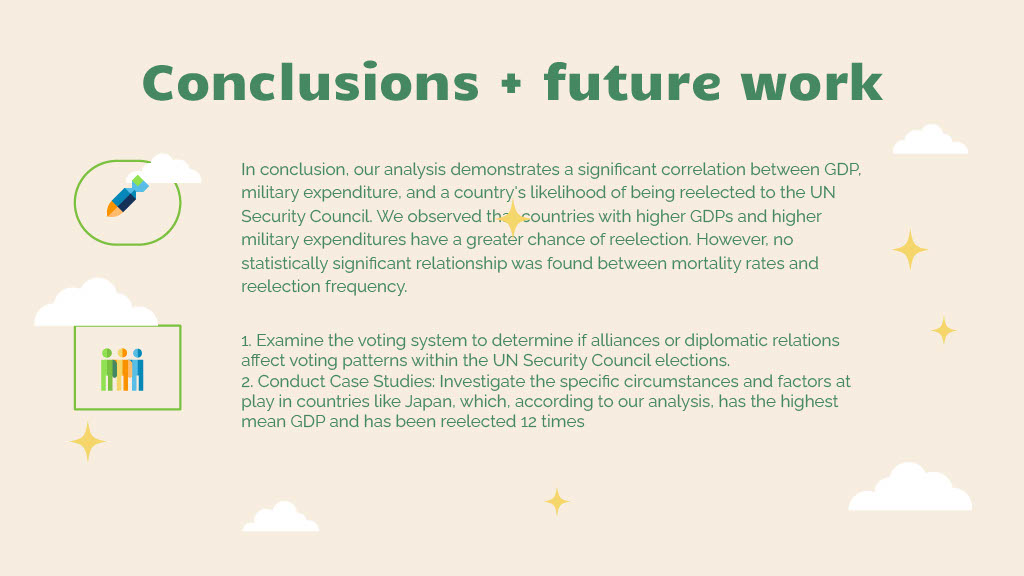 Conclusions + future work
In conclusion, our analysis demonstrates a significant correlation between GDP,
military expenditure, and a country's likelihood of being reelected to the UN
Security Council. We observed tha countries with higher GDPs and higher
military expenditures have a greater chance of reelection. However, no
statistically significant relationship was found between mortality rates and
reelection frequency.
1. Examine the voting system to determine if alliances or diplomatic relations
affect voting patterns within the UN Security Council elections.
2. Conduct Case Studies: Investigate the specific circumstances and factors at
play in countries like Japan, which, according to our analysis, has the highest
mean GDP and has been reelected 12 times